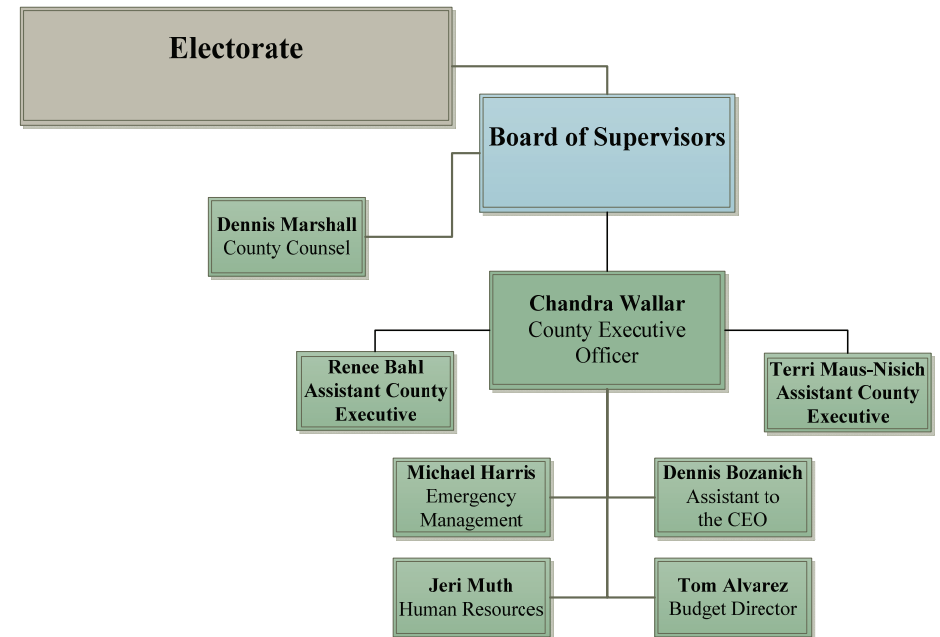 Electorate
Board of Supervisors
Dennis Marshall
County Counsel
Chandra Wallar
County Executive
Officer
Renee Bahl
Assistant County
Executive
Terri Maus-Nisich
Assistant County
Executive
Michael Harris
Emergency
Management
Dennis Bozanich
Assistant to
the CEO
Jeri Muth
Human Resources
Tom Alvarez
Budget Director